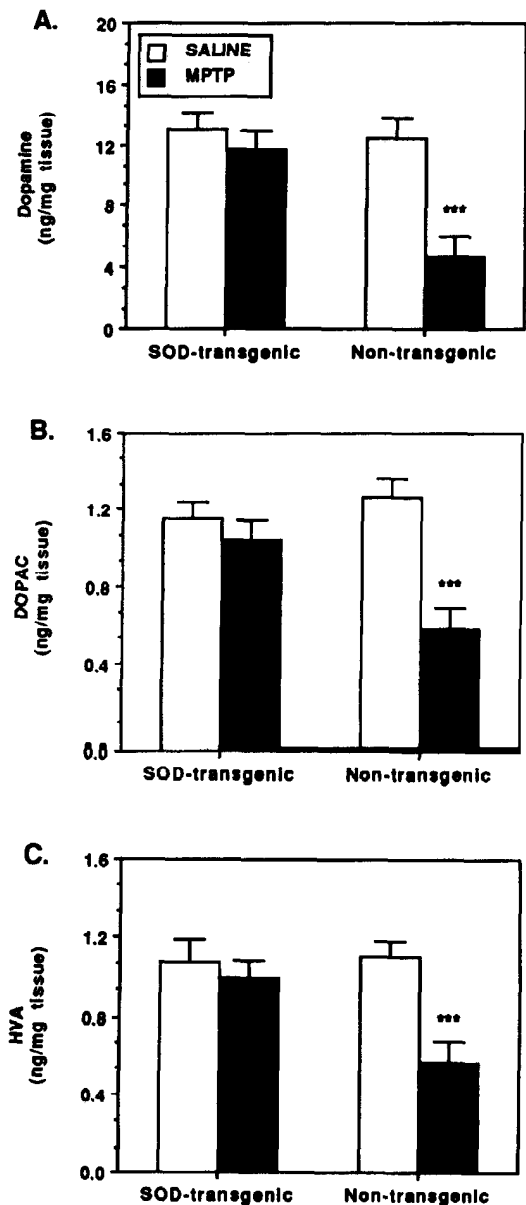 A.
20
16
12
8
4
0
Dopamine
(ng/mg tissue)
SALINE
MPTP
***
SOD-transgenic Non-transgenic
B.
1.6
1.2
0.8
0.4
0.0
DOPAC
(ng/mg tissue)
***
SOD-transgenic Non-transgenic
C.
1.6
1.2
0.8
0.4
0.0
HVA
(ng/mg tissue)
***
SOD-transgenic Non-transgenic